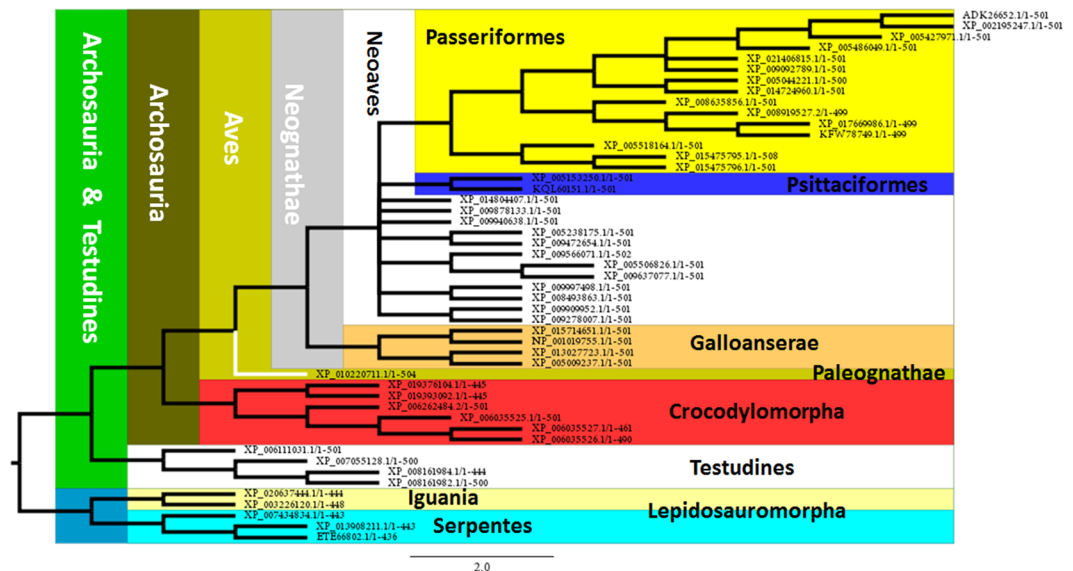 Archosauria & Testudines
Archosauria
Aves
Neognathae
Neoaves
Passeriformes
ADK26652.1/1-501
XP_002195247.1/1-501
XP_005427971.1/1-501
XP_005486049.1/1-501
XP_021406815.1/1-501
XP_009092789.1/1-501
XP_005044221.1/1-500
XP_014724960.1/1-501
XP_008635856.1/1-501
XP_008919527.2/1-499
XP_017669986.1/1-499
KFW78749.1/1-499
XP_005518164.1/1-501
XP_015475795.1/1-508
XP_015475796.1/1-501
XP_005153250.1/1-501
KQL60151.1/1-501
Psittaciformes
XP_014804407.1/1-501
XP_009878133.1/1-501
XP_009940638.1/1-501
XP_005238175.1/1-501
XP_009472654.1/1-501
XP_009566071.1/1-502
XP_005506826.1/1-501
XP_009637077.1/1-501
XP_009997498.1/1-501
XP_008493863.1/1-501
XP_009909952.1/1-501
XP_009278007.1/1-501
XP_015714651.1/1-501
NP_001019755.1/1-501
XP_013027723.1/1-501
XP_005009237.1/1-501
Galloanserae
XP_010220711.1/1-504
Paleognathae
XP_019376104.1/1-445
XP_019393092.1/1-445
XP_006262484.2/1-501
XP_006035525.1/1-501
XP_006035527.1/1-461
XP_006035526.1/1-490
Crocodylomorpha
XP_006111031.1/1-501
XP_007055128.1/1-500
XP_008161984.1/1-444
XP_008161982.1/1-500
Testudines
XP_020637444.1/1-444
XP_003226120.1/1-448
Iguania
Lepidosauromorpha
XP_007434834.1/1-443
XP_013908211.1/1-443
ETE66802.1/1-436
Serpentes
2.0